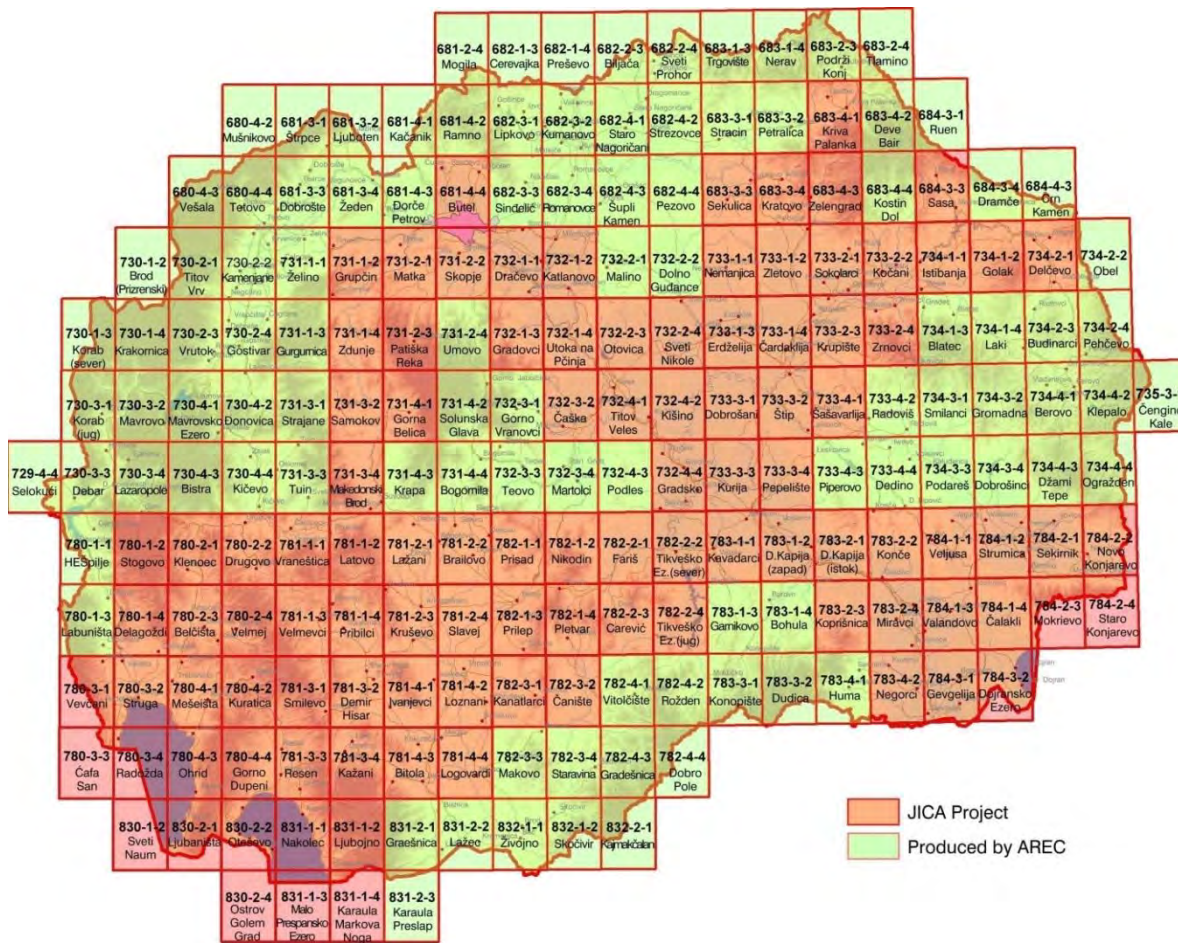 681-2-4 682-1-3 682-1-4 682-2-3 682-2-4 683-1-3 683-1-4 683-2-3 683-2-4
Mogila Cerevajka Preševo Biljača Sveti Prohor Trgovište Nerav Podrži Konj Tlamino
680-4-2 681-3-1 681-3-2 681-4-1 681-4-2 682-3-1 682-3-2 682-4-1 682-4-2 683-3-1 683-3-2 683-4-1 683-4-2 684-3-1
Mušnikovo Štrpce Ljuboten Kačanik Ramno Lipkovo Kumanovo Staro Nagoričani Strezovce Stracin Petralica Kriva Palanka Deve Bair Ruen
680-4-3 680-4-4 681-3-3 681-3-4 681-4-3 681-4-4 682-3-3 682-3-4 682-4-3 682-4-4 683-3-3 683-3-4 683-4-3 683-4-4 684-3-3 684-3-4 684-4-3
Vešala Tetovo Dobrošte Žeden Đorče Petrov Butel Sinđelić Romanovce Šupli Kamen Pezovo Sekulica Kratovo Zelengrad Kostin Dol Sasa Dramče Crn Kamen
730-1-2 730-2-1 730-2-2 731-1-1 731-1-2 731-2-1 731-2-2 732-1-1 732-1-2 732-2-1 732-2-2 733-1-1 733-1-2 733-2-1 733-2-2 734-1-1 734-1-2 734-2-1 734-2-2
Brod (Prizrenski) Titov Vrv Kamenjane Želino Grupčin Matka Skopje Dračevo Katlanovo Malino Dolno Guđance Nemanjica Zletovo Sokolarci Kočani Istibanja Golak Delčevo Obel
730-1-3 730-1-4 730-2-3 730-2-4 731-1-3 731-1-4 731-2-3 731-2-4 732-1-3 732-1-4 732-2-3 732-2-4 733-1-3 733-1-4 733-2-3 733-2-4 734-1-3 734-1-4 734-2-3 734-2-4
Korab (sever) Krakornica Vrutok Gostivar Gurgurnica Zdunje Patiška Reka Umovo Gradovci Utoka na Pčinja Otovica Sveti Nikole Erdželija Čardaklija Krupište Zrnovci Blatec Laki Budinarci Pehčevo
730-3-1 730-3-2 730-4-1 730-4-2 731-3-1 731-3-2 731-4-1 731-4-2 732-3-1 732-3-2 732-4-1 732-4-2 733-3-1 733-3-2 733-4-1 733-4-2 734-3-1 734-3-2 734-4-1 734-4-2 735-3-
Korab (jug) Mavrovo Mavrovsko Ezero Đonovica Strajane Samokov Gorna Belica Solunska Glava Gorno Vranovci Čaška Titov Veles Kišino Dobrošani Štip Šašavarlija Radoviš Smilanci Gromadna Berovo Klepalo Čengino Kale
729-4-4 730-3-3 730-3-4 730-4-3 730-4-4 731-3-3 731-3-4 731-4-3 731-4-4 732-3-3 732-3-4 732-4-3 732-4-4 733-3-3 733-3-4 733-4-3 733-4-4 734-3-3 734-3-4 734-4-3 734-4-4
Selokuci Debar Lazaropole Bistra Kičevo Tuin Makedonski Brod Krapa Bogomila Teovo Martolci Podles Gradsko Kurija Pepelište Piperovo Dedino Podareš Dobrošinci Džami Tepe Ogražden
780-1-1 780-1-2 780-2-1 780-2-2 781-1-1 781-1-2 781-2-1 781-2-2 782-1-1 782-1-2 782-2-1 782-2-2 783-1-1 783-1-2 783-2-1 783-2-2 784-1-1 784-1-2 784-2-1 784-2-2
HEŠpilje Stogovo Klenoec Drugovo Vraneštica Latovo Lažani Brailovo Prisad Nikodin Fariš Tikveško Ez.(sever) Kavadarci D.Kapija (zapad) D.Kapija (istok) Konče Veljusa Strumica Sekirnik Novo Konjarevo
780-1-3 780-1-4 780-2-3 780-2-4 781-1-3 781-1-4 781-2-3 781-2-4 782-1-3 782-1-4 782-2-3 782-2-4 783-1-3 783-1-4 783-2-3 783-2-4 784-1-3 784-1-4 784-2-3 784-2-4
Labuništa Delagoždi Belčišta Velmej Velmevci Pribilci Kruševo Slavej Prilep Pletvar Carević Tikveško Ez.(jug) Garnikovo Bohula Koprišnica Miravci Valandovo Čalakli Mokrievo Staro Konjarevo
780-3-1 780-3-2 780-4-1 780-4-2 781-3-1 781-3-2 781-4-1 781-4-2 782-3-1 782-3-2 782-4-1 782-4-2 783-3-1 783-3-2 783-4-1 783-4-2 784-3-1 784-3-2
Vevčani Struga Mešeišta Kuratica Smilevo Demir Hisar Ivanjevci Loznani Kanatlarci Čanište Vitolčište Rožden Konopište Dudica Huma Negorci Gevgelija Dojransko Ezero
780-3-3 780-3-4 780-4-3 780-4-4 781-3-3 781-3-4 781-4-3 781-4-4 782-3-3 782-3-4 782-4-3 782-4-4
Čafa San Radožda Ohrid Gorno Dupeni Resen Kažani Bitola Logovardi Makovo Staravina Gradešnica Dobro Pole
JICA Project
830-1-2 830-2-1 830-2-2 831-1-1 831-1-2 831-2-1 831-2-2 832-1-1 832-1-2 832-2-1
Sveti Naum Ljubaništa Oteševo Nakolec Ljubojno Graešnica Lažec Živojno Skočivir Kajmakčalan
Produced by AREC
830-2-4 831-1-3 831-1-4 831-2-3
Ostrov Golem Grad Malo Prespansko Ezero Karaula Markova Noga Karaula Preslap